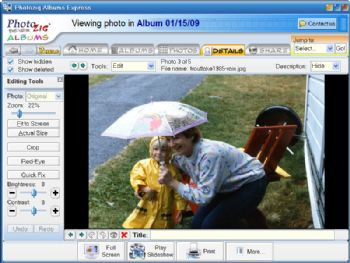 Photozig Albums Express
Photo ZIG
ALBUMS
Viewing photo in Album 01/15/09
Contact us
Jump to:
HOME ALBUMS PHOTOS DETAILS SHARE
Select... Go!
Show hidden
Show deleted
Tools: Edit
Photo 3 of 5
File name:
Description: Hide
Editing Tools
Photo: Original
Zoom: 22%
Fit to Screen
Actual Size
Crop
Red-Eye
Quick Fix
Brightness: 0
Contrast: 0
Undo Redo
Title:
Full Screen
Play Slideshow
Print
More...